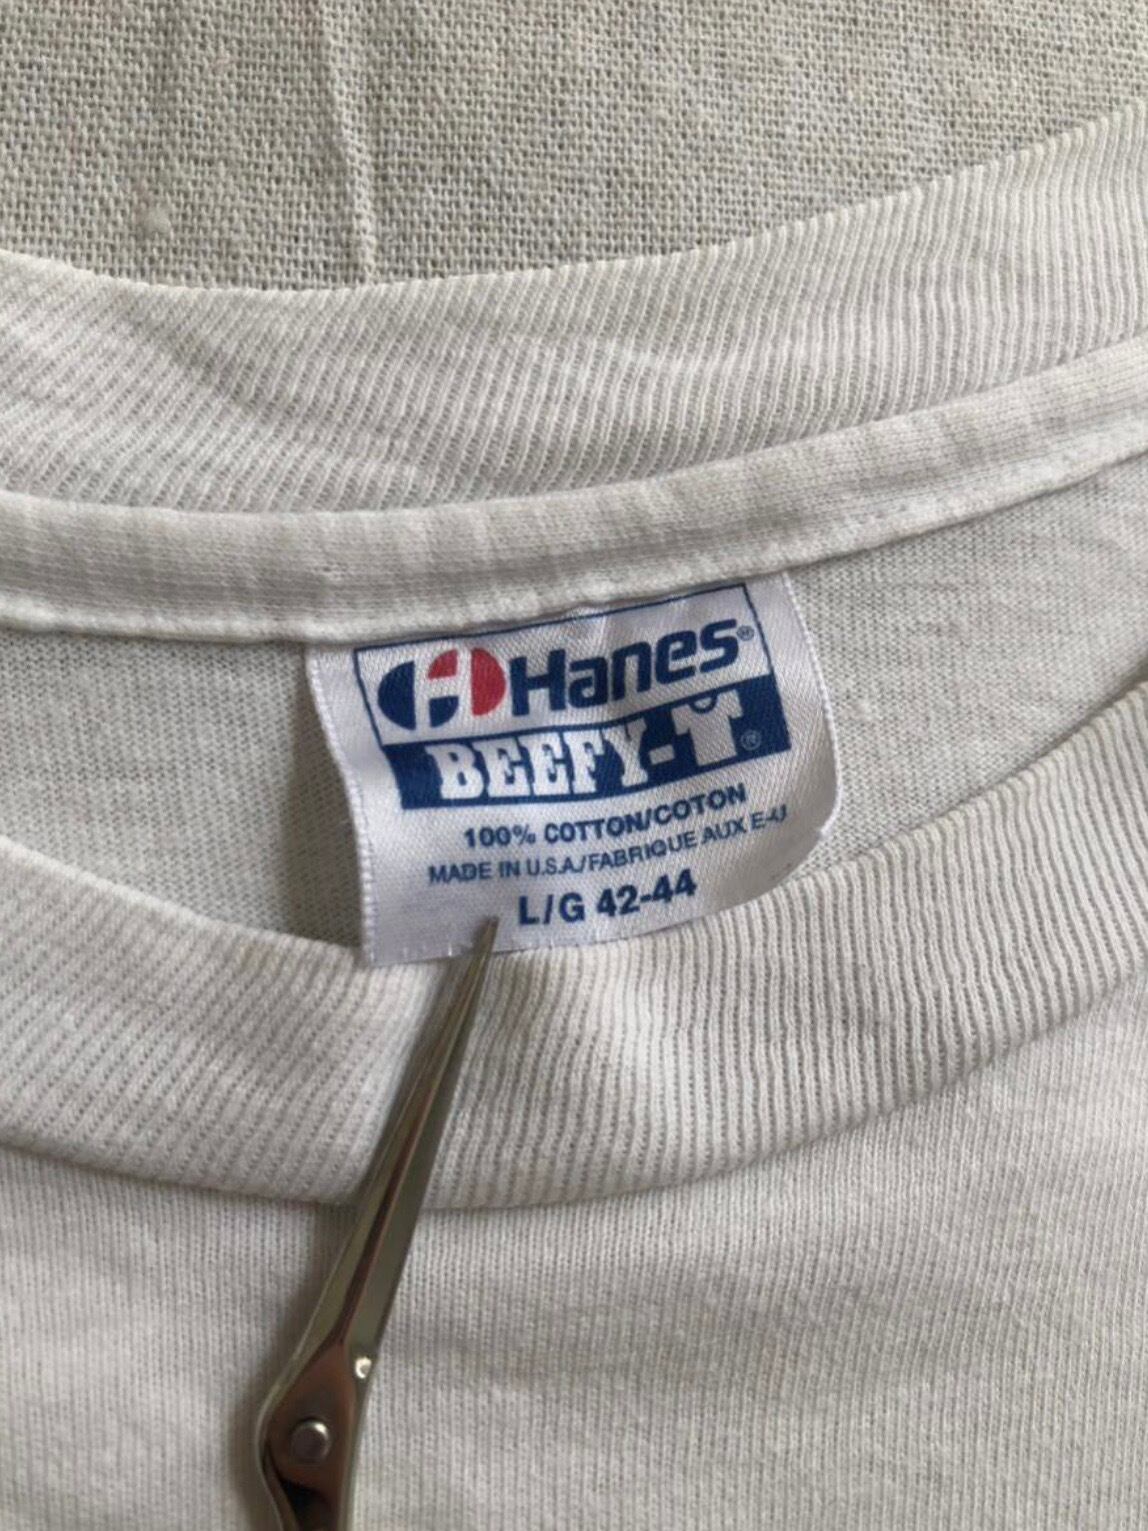 Hanes®
BEEFY-T®
100% COTTON/COTON
MADE IN U.S.A./FABRIQUE AUX E-U
L/G 42-44